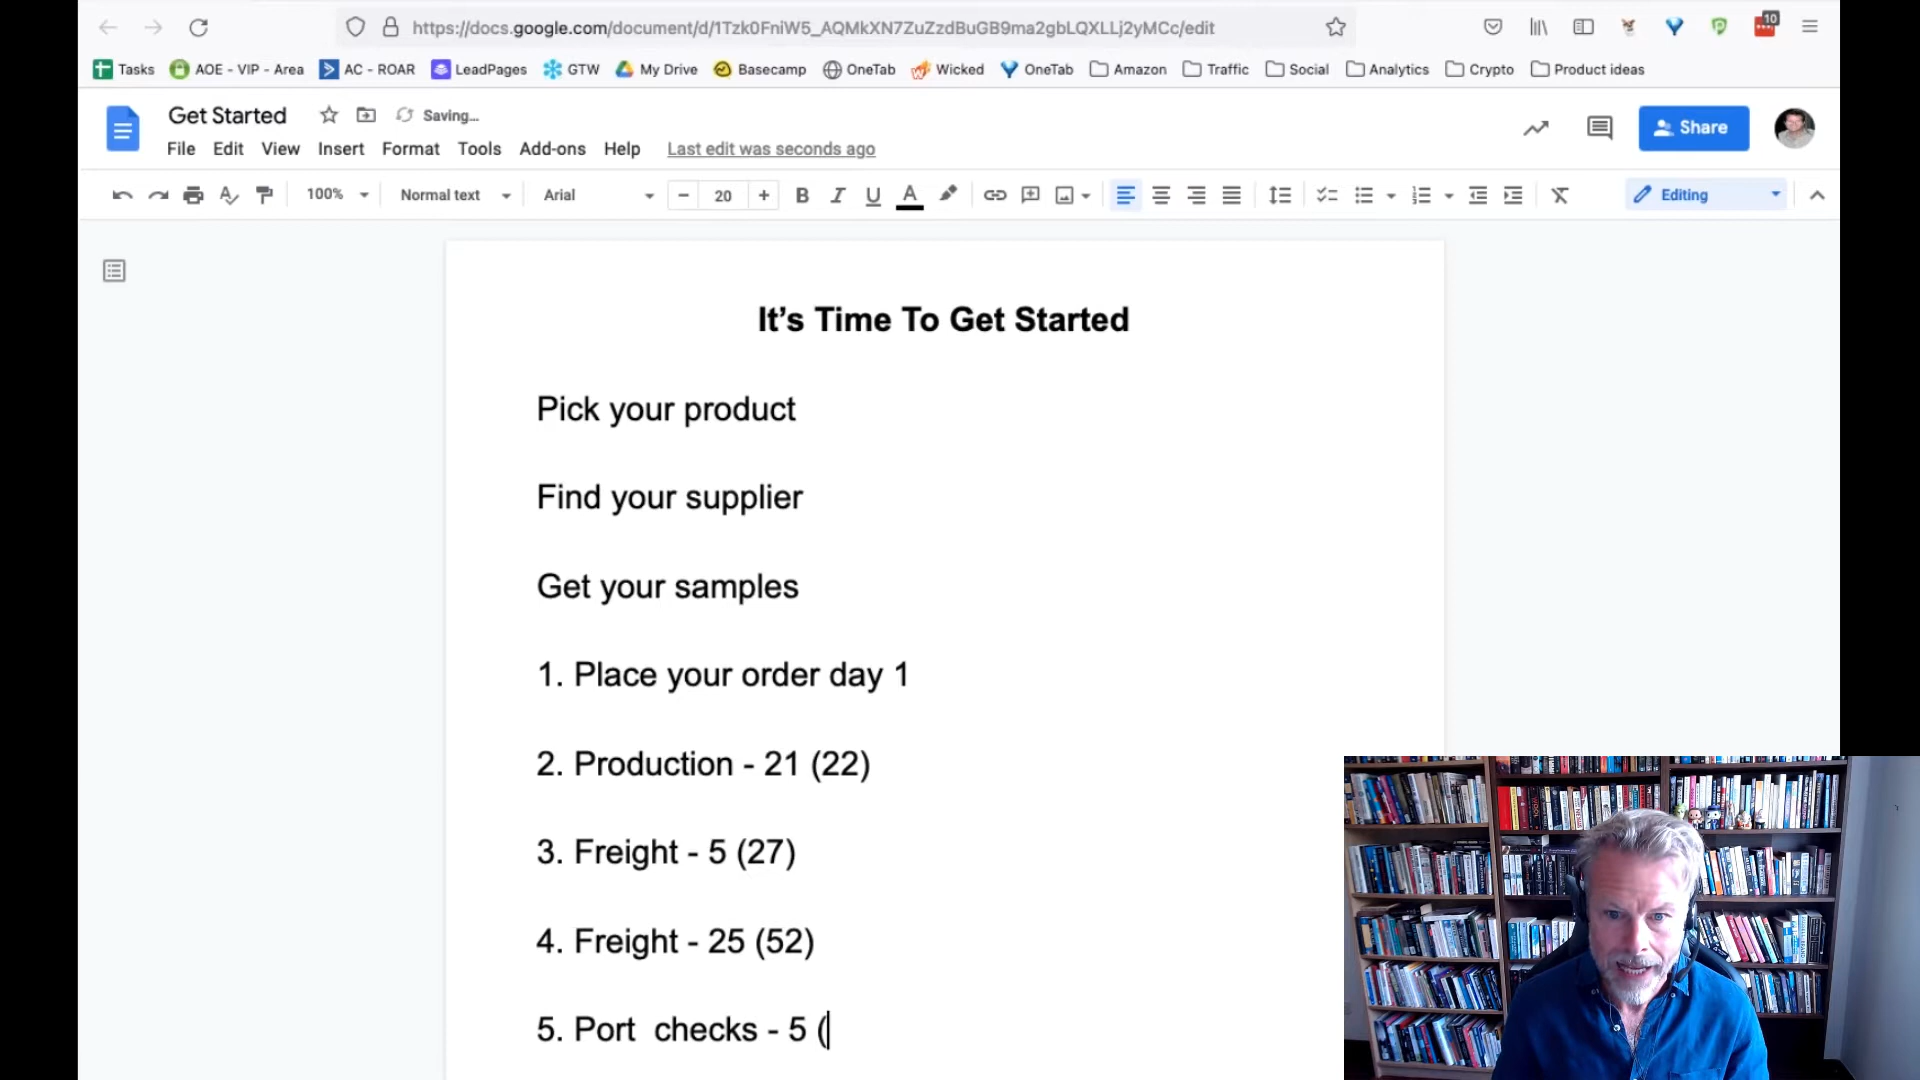 https://docs.google.com/document/d/1Tzk0FniW5_AQMkXN7ZuZzdBuGB9ma2gbLQXLLj2yMCc/edit
10
Tasks AOE - VIP - Area AC - ROAR LeadPages GTW My Drive Basecamp OneTab Wicked OneTab Amazon Traffic Social Analytics Crypto Product ideas
Get Started Saving...
Share
File Edit View Insert Format Tools Add-ons Help Last edit was seconds ago
100% Normal text Arial 20 B I U A Editing
It's Time To Get Started
Pick your product
Find your supplier
Get your samples
1. Place your order day 1
2. Production - 21 (22)
3. Freight - 5 (27)
4. Freight - 25 (52)
5. Port  checks - 5 (